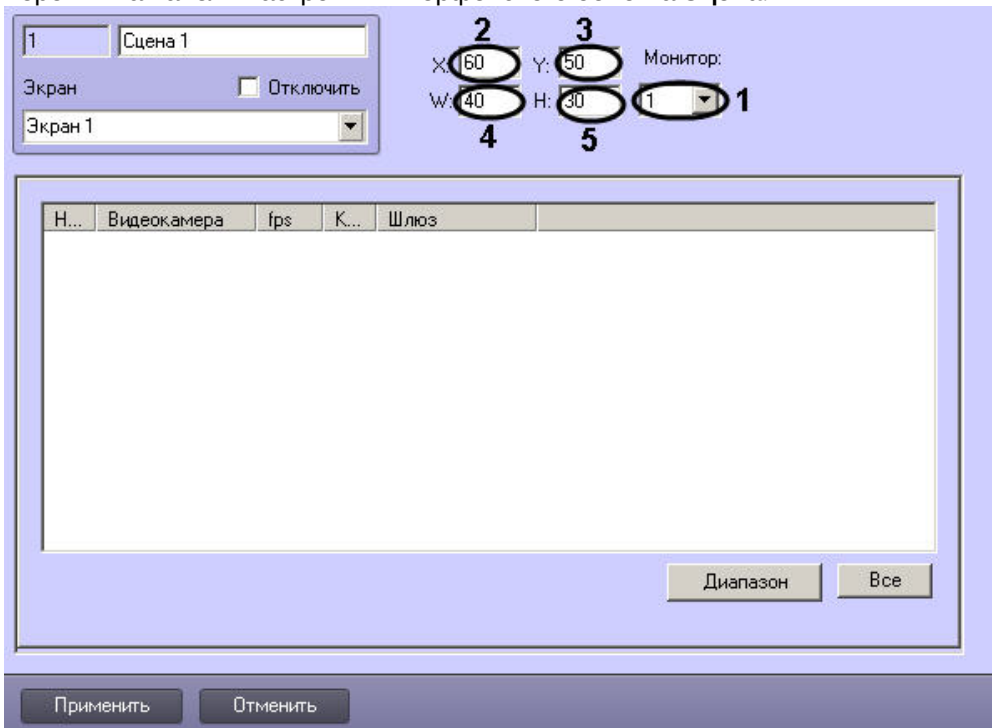 1 Сцена 1
Экран Отключить
Экран 1
2 3
X: 60 Y: 50 Монитор:
W: 40 H: 30 1 1
4 5
Н... Видеокамера fps К... Шлюз
Диапазон Все
Применить Отменить